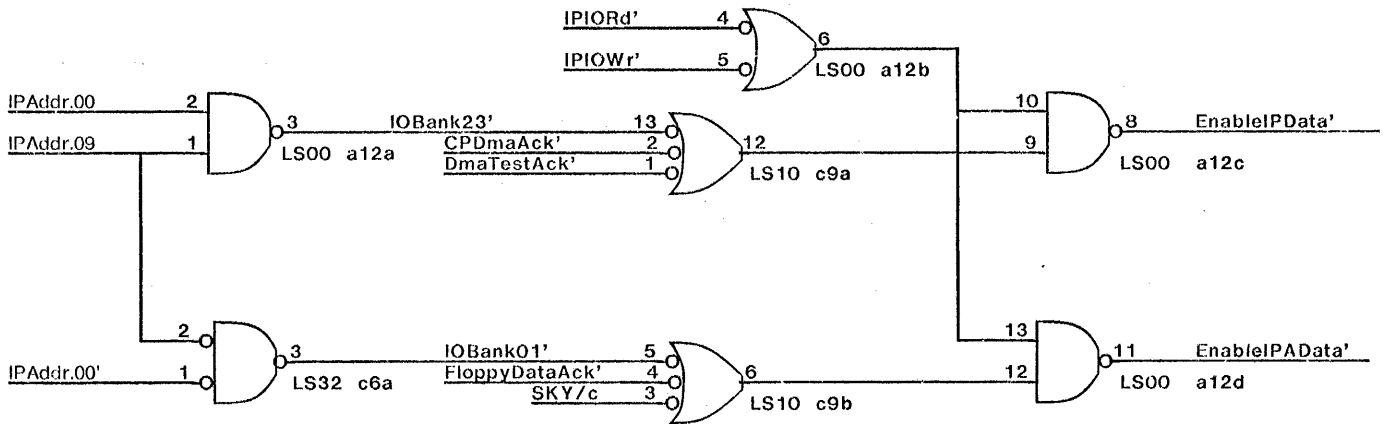 IPIORd' 4
6
IPIOWr' 5
LS00 a12b
IPAddr.00 2
3 IOBank23' 13
10
8 EnableIPData'
IPAddr.09 1
LS00 a12a
CPDmaAck' 2
12
9
DmaTestAck' 1
LS10 c9a
LS00 a12c
2
13
3 IOBank01' 5
11 EnableIPAData'
IPAddr.00' 1
LS32 c6a
FloppyDataAck' 4
6
12
SKY/c 3
LS10 c9b
LS00 a12d